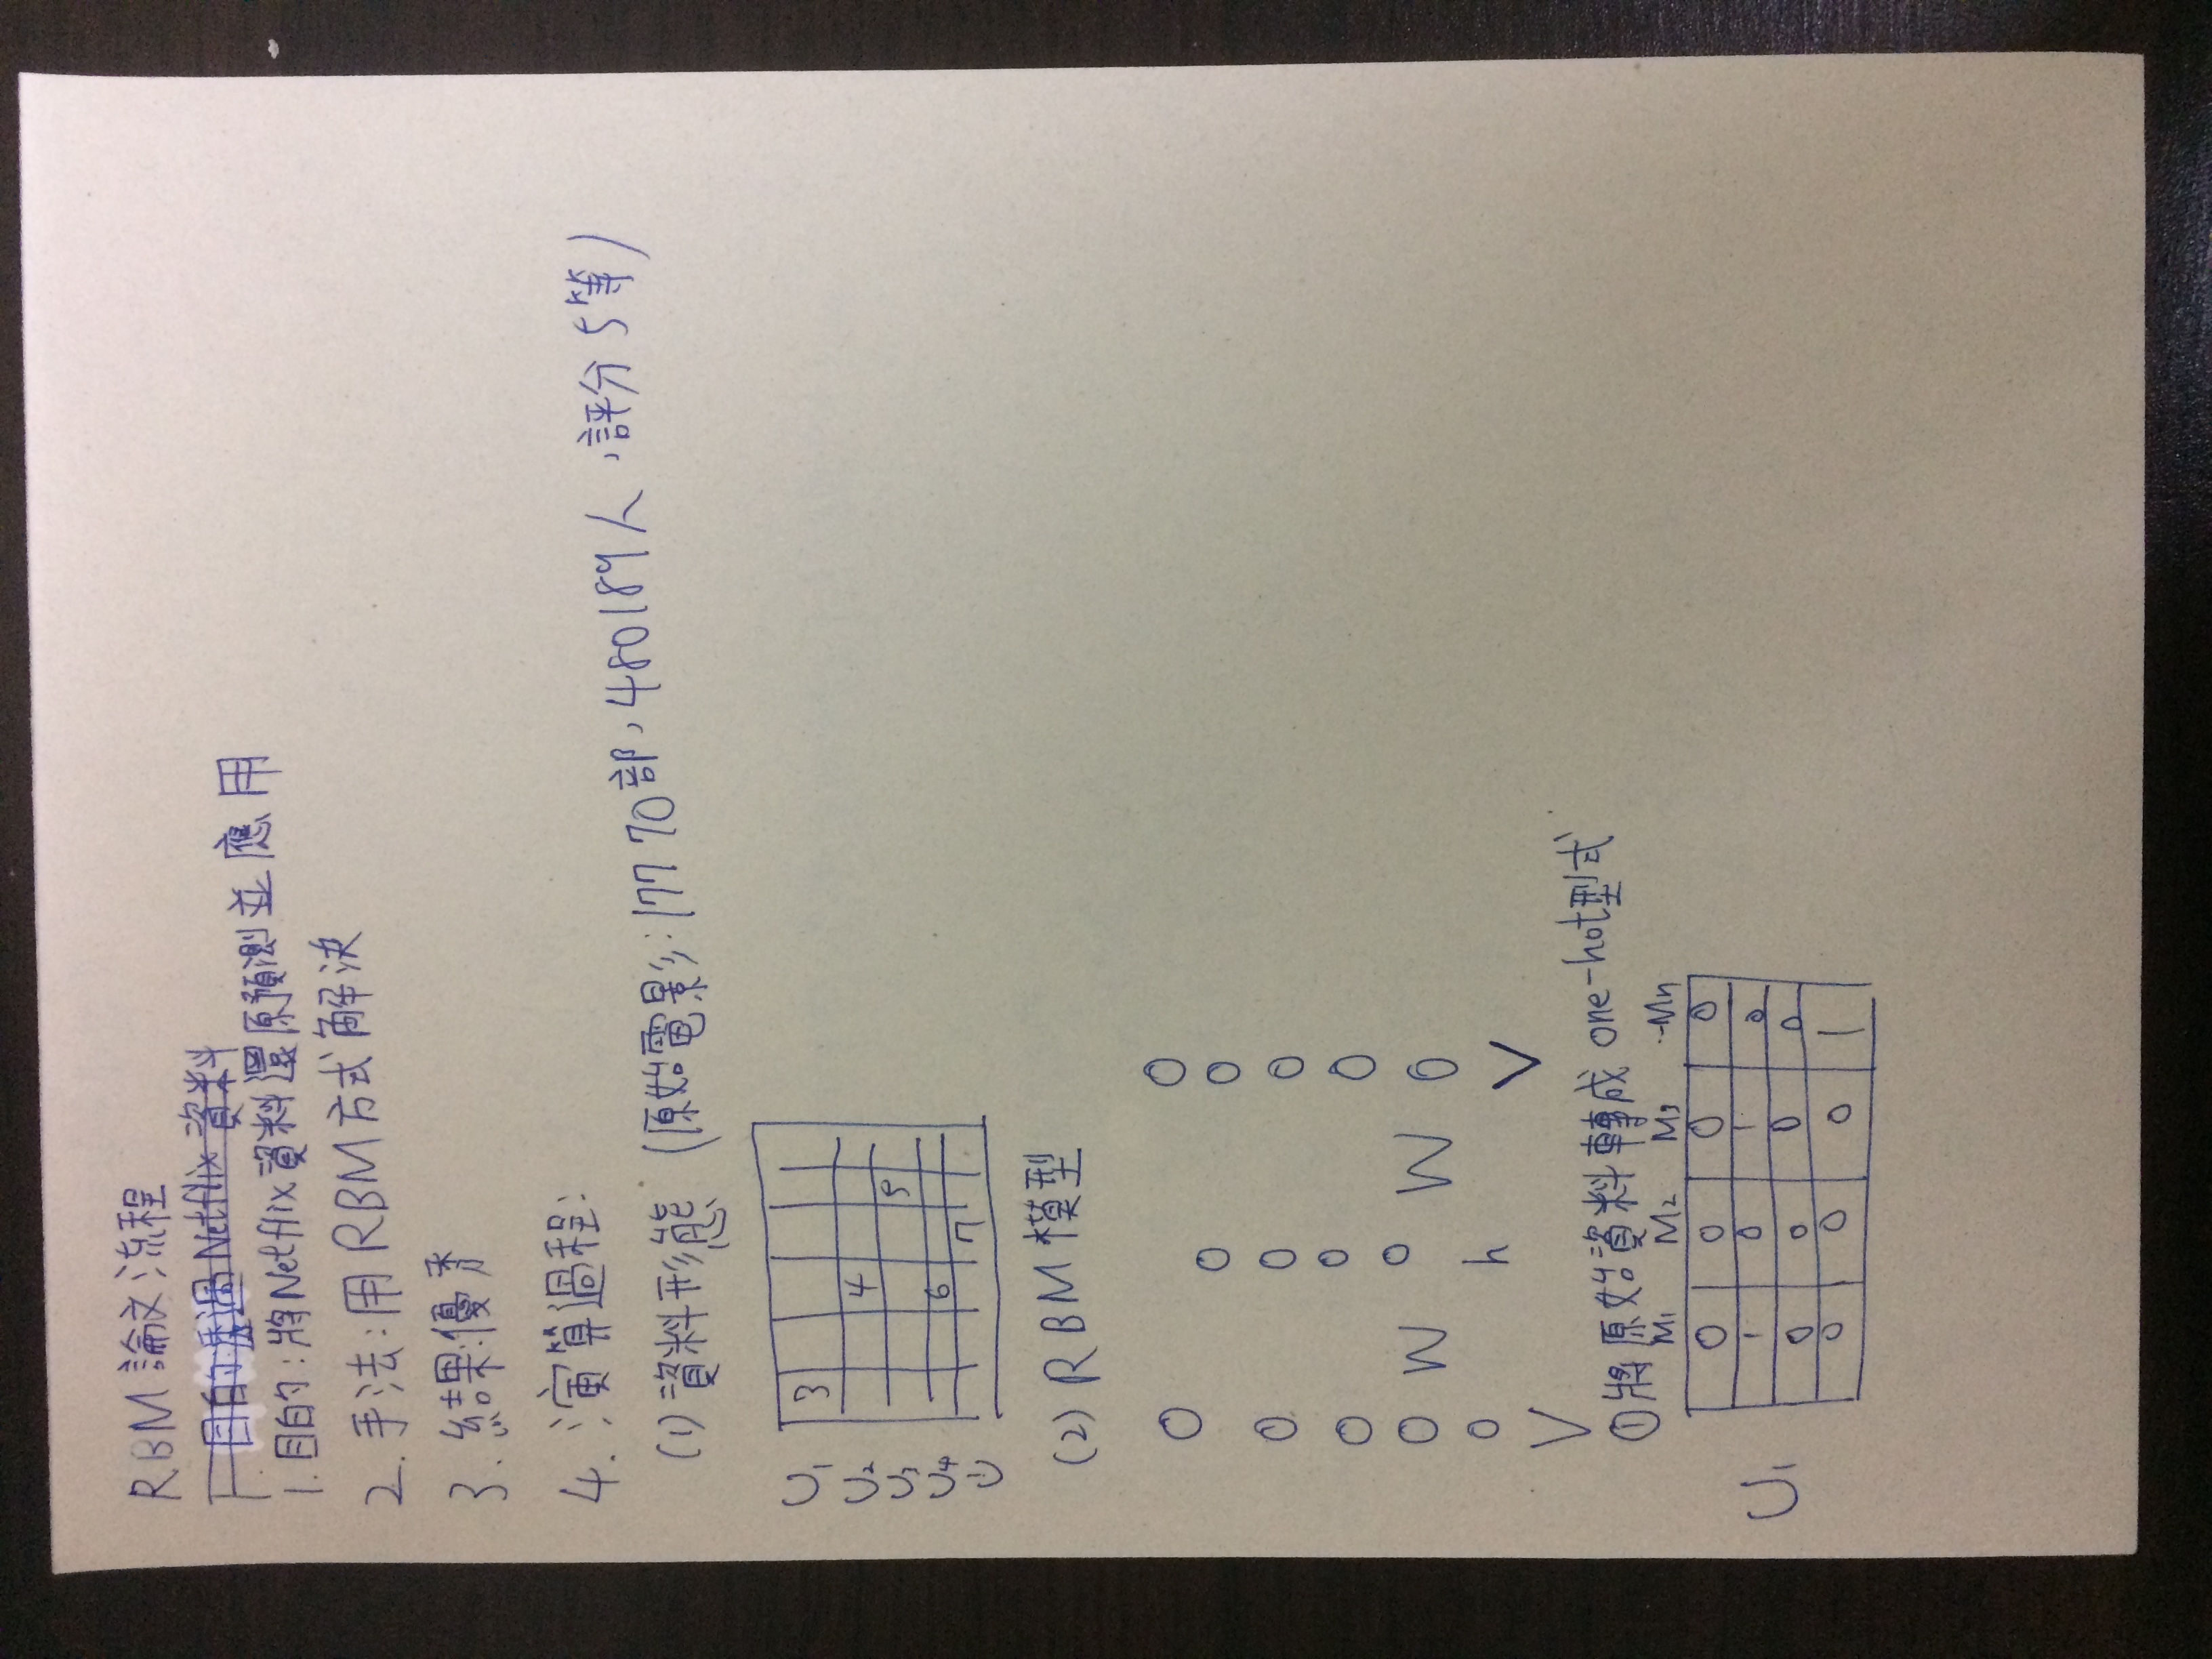 RBM 論文流程
目的:透過 Netflix 資料
1. 目的:將Netflix資料還原預測並應用
2. 手法:用 RBM方式解決
3. 結果:優秀
4. 演算過程:
(1) 資料形態 (原始電影:17770部,480189人,評分5等)
U1 3
U2 4
U3 5
U4 6
7
(2) RBM 模型
W W
h
V V
①將原始資料轉成 one-hot型式
M1 M2 M3 --Mn
0 0 0 0
1 0 1 0
U1
0 0 0 0
0 0 0 1